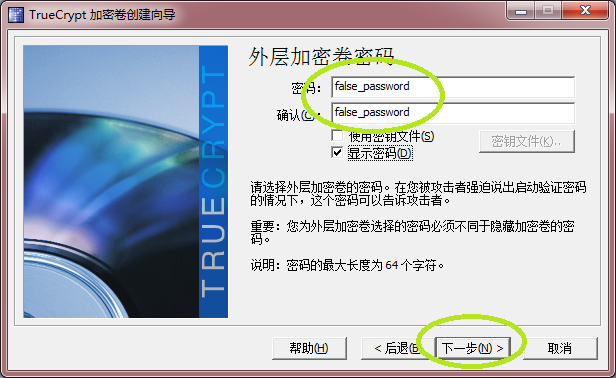 TrueCrypt 加密卷创建向导
外层加密卷密码
密码： false_password
确认(C)： false_password
使用密钥文件(S)
密钥文件(K)..
显示密码(D)
请选择外层加密卷的密码。在您被攻击者强迫说出启动验证密码
的情况下，这个密码可以告诉攻击者。
重要：您为外层加密卷选择的密码必须不同于隐藏加密卷的密
码。
说明：密码的最大长度为 64 个字符。
TRUECRYPT
帮助(H)
< 后退(B)
下一步(N) >
取消